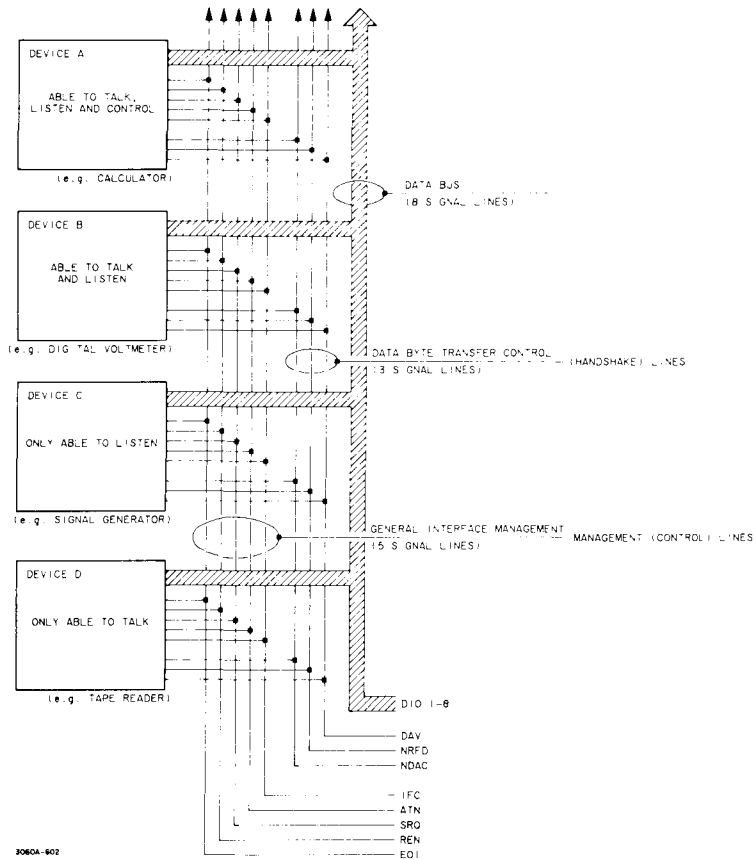 DEVICE A
ABLE TO TALK,
LISTEN AND CONTROL
(e.g. CALCULATOR)
DATA BUS
(8 SIGNAL LINES)
DEVICE B
ABLE TO TALK
AND LISTEN
(e.g. DIGITAL VOLTMETER)
DATA BYTE TRANSFER CONTROL (HANDSHAKE) LINES
(3 SIGNAL LINES)
DEVICE C
ONLY ABLE TO LISTEN
(e.g. SIGNAL GENERATOR)
GENERAL INTERFACE MANAGEMENT MANAGEMENT (CONTROL) LINES
(5 SIGNAL LINES)
DEVICE D
ONLY ABLE TO TALK
(e.g. TAPE READER)
DIO 1-8
DAV
NRFD
NDAC
IFC
ATN
SRQ
REN
EOI
3060A-602